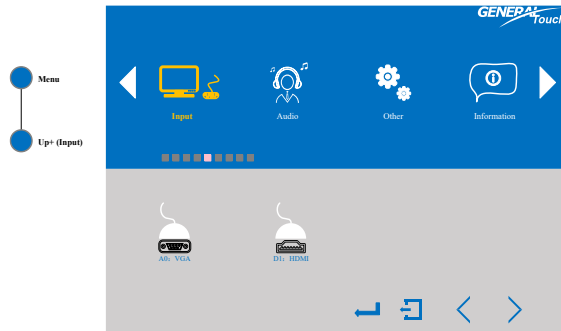 GENERAL
Touch
Menu
Up+ (Input)
Input
Audio
Other
Information
A0: VGA
D1: HDMI